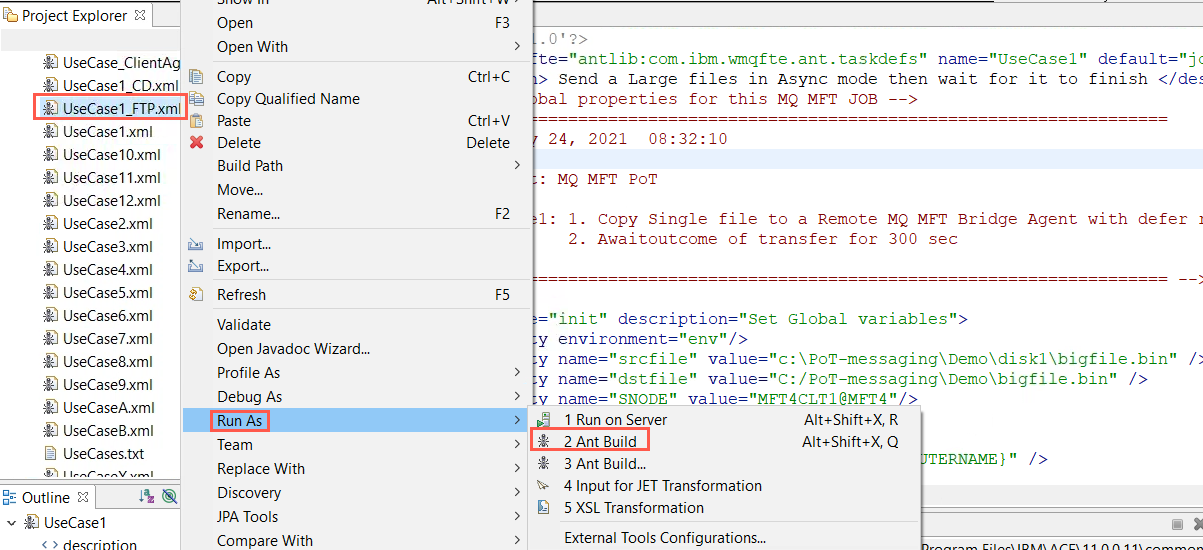 Project Explorer
UseCase_ClientAg
UseCase1_CD.xml
UseCase1_FTP.xml
UseCase1.xml
UseCase10.xml
UseCase11.xml
UseCase12.xml
UseCase2.xml
UseCase3.xml
UseCase4.xml
UseCase5.xml
UseCase6.xml
UseCase7.xml
UseCase8.xml
UseCase9.xml
UseCaseA.xml
UseCaseB.xml
UseCases.txt
UseCaseX.xml
Outline
UseCase1
<> description
Show In Alt+Shift+W
Open F3
Open With
Copy Ctrl+C
Copy Qualified Name
Paste Ctrl+V
Delete Delete
Build Path
Move...
Rename... F2
Import...
Export...
Refresh F5
Validate
Open Javadoc Wizard...
Profile As
Debug As
Run As
Team
Replace With
Discovery
JPA Tools
Compare With
1 Run on Server Alt+Shift+X, R
2 Ant Build Alt+Shift+X, Q
3 Ant Build...
4 Input for JET Transformation
5 XSL Transformation
External Tools Configurations...
1.0'?>
fte="antlib:com.ibm.wmqfte.ant.taskdefs" name="UseCase1" default="jo
n> Send a Large files in Async mode then wait for it to finish </des
obal properties for this MQ MFT JOB -->
================================================================
y 24, 2021 08:32:10
t: MQ MFT PoT
e1: 1. Copy Single file to a Remote MQ MFT Bridge Agent with defer r
2. Awaitoutcome of transfer for 300 sec
================================================================ -->
e="init" description="Set Global variables">
ty environment="env"/>
ty name="srcfile" value="c:\PoT-messaging\Demo\disk1\bigfile.bin" />
ty name="dstfile" value="C:/PoT-messaging\Demo\bigfile.bin" />
ty name="SNODE" value="MFT4CLT1@MFT4"/>
UTERNAME}" />
Program Files\IBM\ACE\11.0.0.11\common